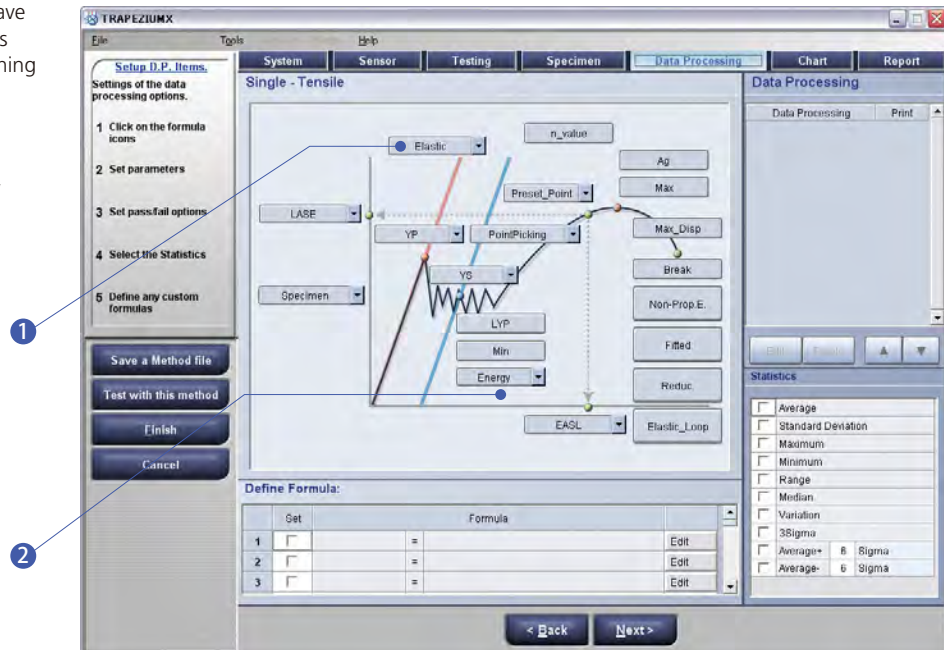 ave
s
ning
TRAPEZIUMX
File Tools Help
Setup D.P. Items.
Settings of the data
processing options.
1 Click on the formula
icons
2 Set parameters
3 Set pass/fail options
4 Select the Statistics
5 Define any custom
formulas
1
2
Save a Method file
Test with this method
Finish
Cancel
System Sensor Testing Specimen Data Processing Chart Report
Single - Tensile
Elastic
n_value
Ag
Max
Preset_Point
LASE
YP
PointPicking
Max_Disp
YS
Break
Specimen
Non-Prop.E.
LYP
Min
Fitted
Energy
Reduc.
EASL
Elastic_Loop
Define Formula:
Set Formula
1 = Edit
2 = Edit
3 = Edit
< Back Next >
Data Processing
Data Processing Print
Edit
Statistics
Average
Standard Deviation
Maximum
Minimum
Range
Median
Variation
3Sigma
Average+ 6 Sigma
Average- 6 Sigma